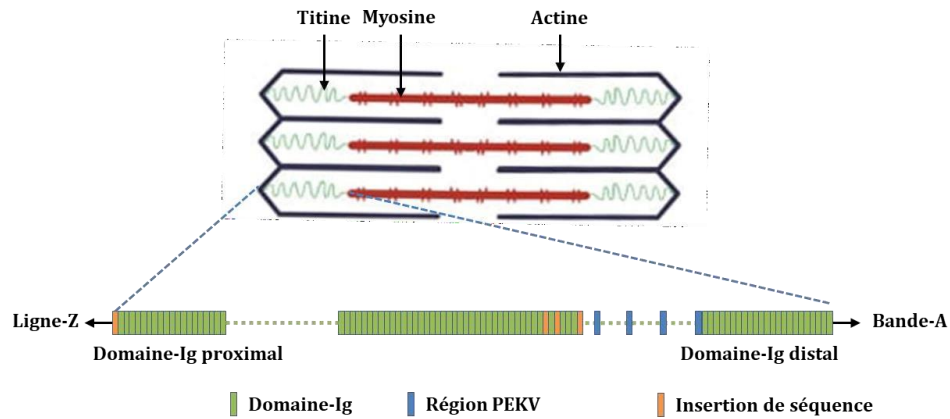 Titine Myosine Actine
Ligne-Z Bande-A
Domaine-Ig proximal Domaine-Ig distal
Domaine-Ig Région PEKV Insertion de séquence